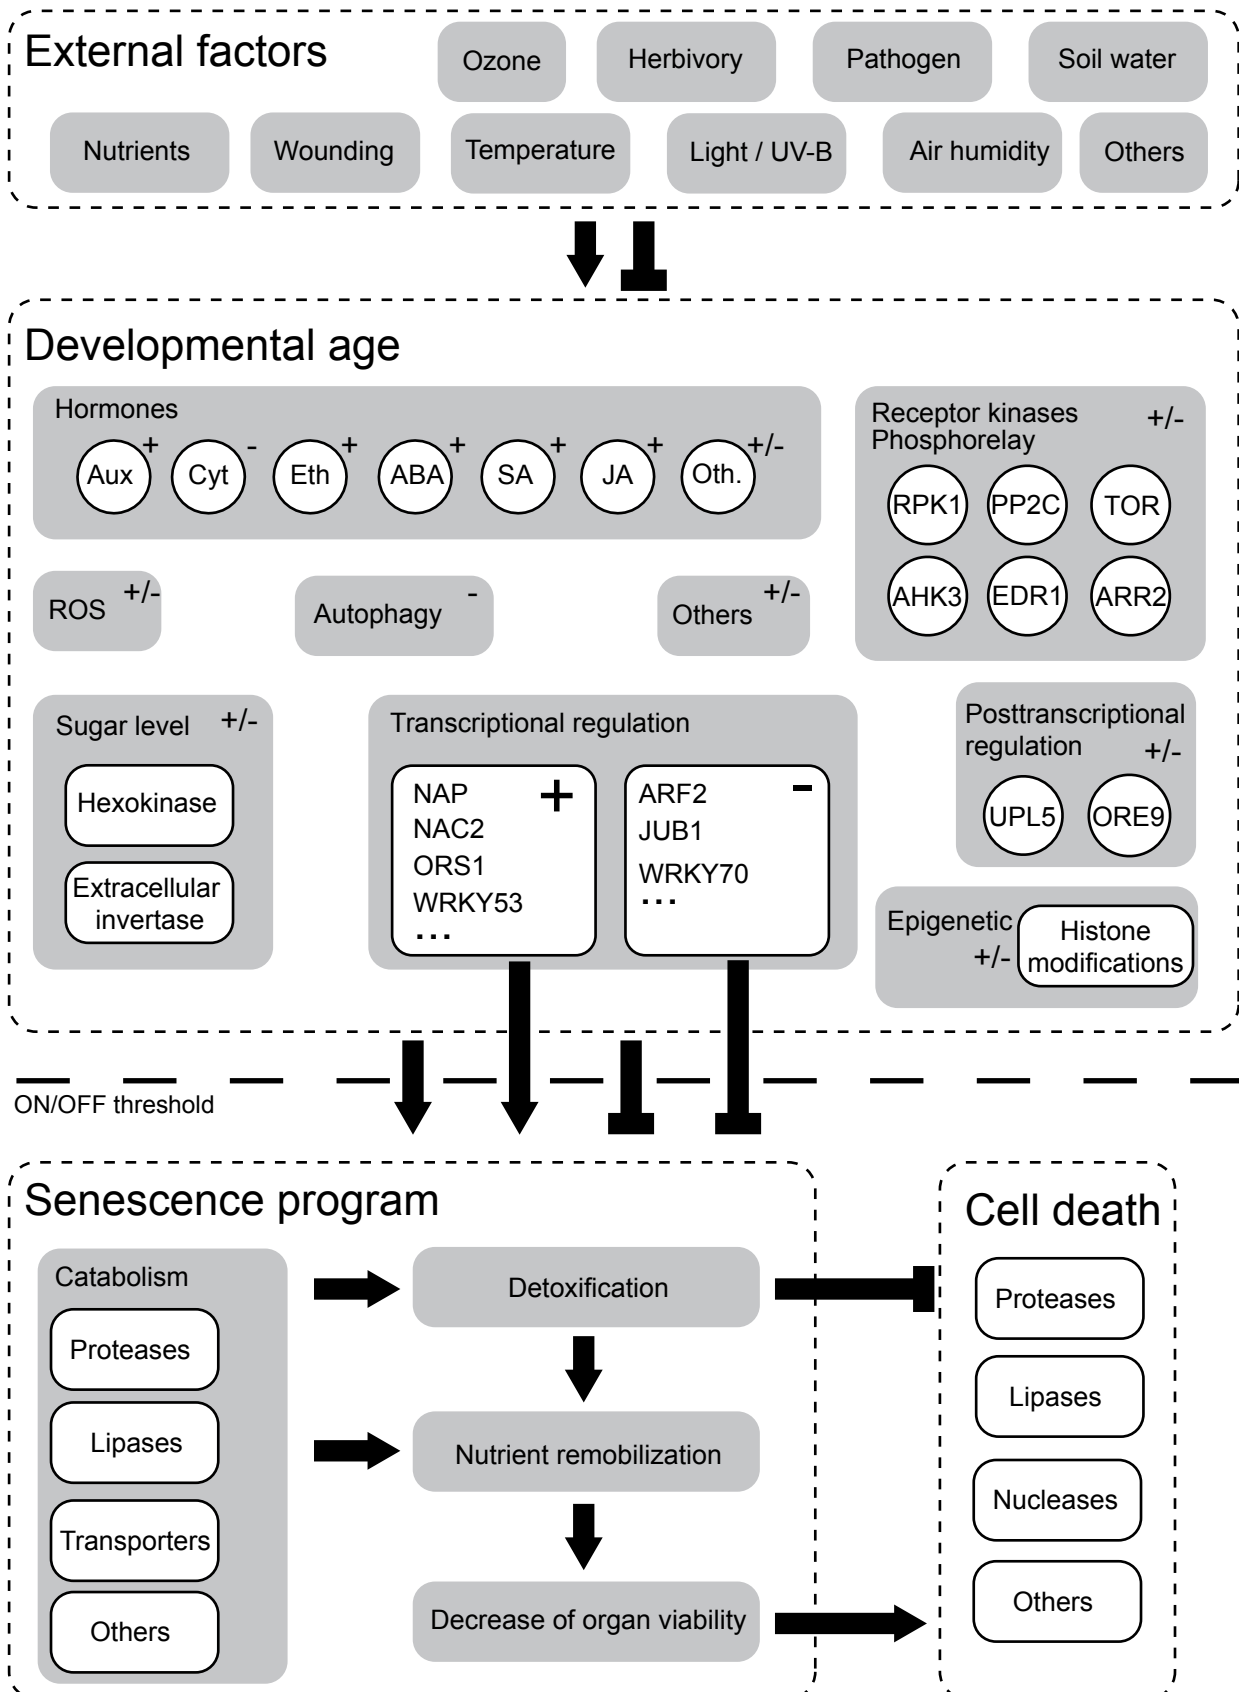 External factors
Ozone
Herbivory
Pathogen
Soil water
Nutrients
Wounding
Temperature
Light / UV-B
Air humidity
Others
Developmental age
Hormones
Aux +
Cyt -
Eth +
ABA +
SA +
JA +
Oth. +/-
Receptor kinases +/-
Phosphorelay
RPK1
PP2C
TOR
AHK3
EDR1
ARR2
ROS +/-
Autophagy -
Others +/-
Sugar level +/-
Hexokinase
Extracellular
invertase
Transcriptional regulation
NAP +
NAC2
ORS1
WRKY53
...
ARF2 -
JUB1
WRKY70
...
Posttranscriptional
regulation +/-
UPL5
ORE9
Epigenetic
+/-
Histone
modifications
ON/OFF threshold
Senescence program
Catabolism
Proteases
Lipases
Transporters
Others
Detoxification
Nutrient remobilization
Decrease of organ viability
Cell death
Proteases
Lipases
Nucleases
Others